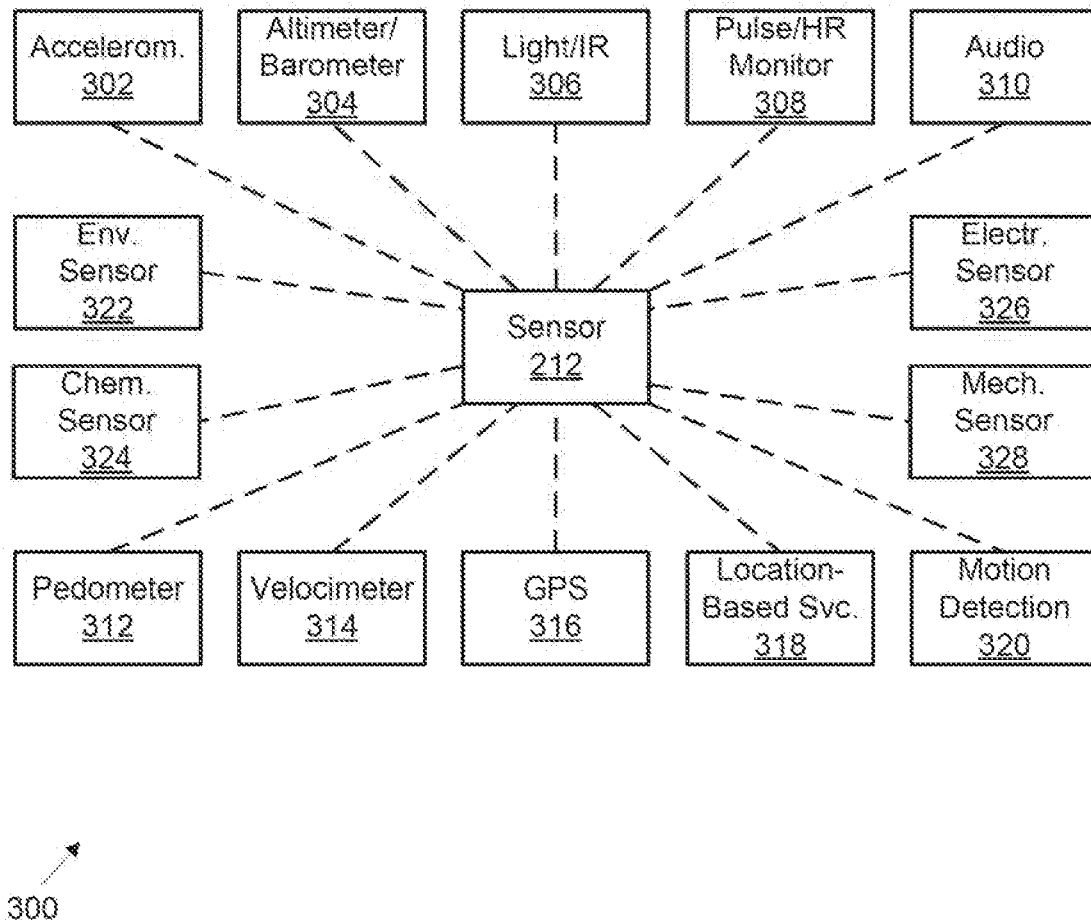 Accelerom.
302
Altimeter/
Barometer
304
Light/IR
306
Pulse/HR
Monitor
308
Audio
310
Env.
Sensor
322
Sensor
212
Electr.
Sensor
326
Chem.
Sensor
324
Mech.
Sensor
328
Pedometer
312
Velocimeter
314
GPS
316
Location-
Based Svc.
318
Motion
Detection
320
300